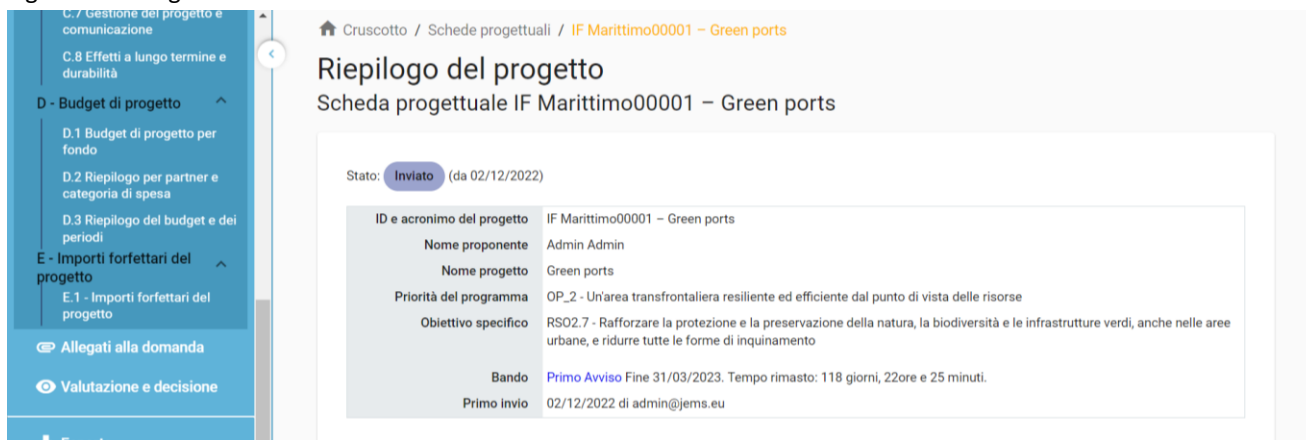 C.7 Gestione del progetto e
comunicazione
C.8 Effetti a lungo termine e
durabilità
D - Budget di progetto
D.1 Budget di progetto per
fondo
D.2 Riepilogo per partner e
categoria di spesa
D.3 Riepilogo del budget e dei
periodi
E - Importi forfettari del
progetto
E.1 - Importi forfettari del
progetto
Allegati alla domanda
Valutazione e decisione
Cruscotto / Schede progettuali / IF Marittimo00001 – Green ports
Riepilogo del progetto
Scheda progettuale IF Marittimo00001 – Green ports
Stato: Inviato (da 02/12/2022)
ID e acronimo del progetto IF Marittimo00001 – Green ports
Nome proponente Admin Admin
Nome progetto Green ports
Priorità del programma OP_2 - Un'area transfrontaliera resiliente ed efficiente dal punto di vista delle risorse
Obiettivo specifico RSO2.7 - Rafforzare la protezione e la preservazione della natura, la biodiversità e le infrastrutture verdi, anche nelle aree
urbane, e ridurre tutte le forme di inquinamento
Bando Primo Avviso Fine 31/03/2023. Tempo rimasto: 118 giorni, 22ore e 25 minuti.
Primo invio 02/12/2022 di admin@jems.eu